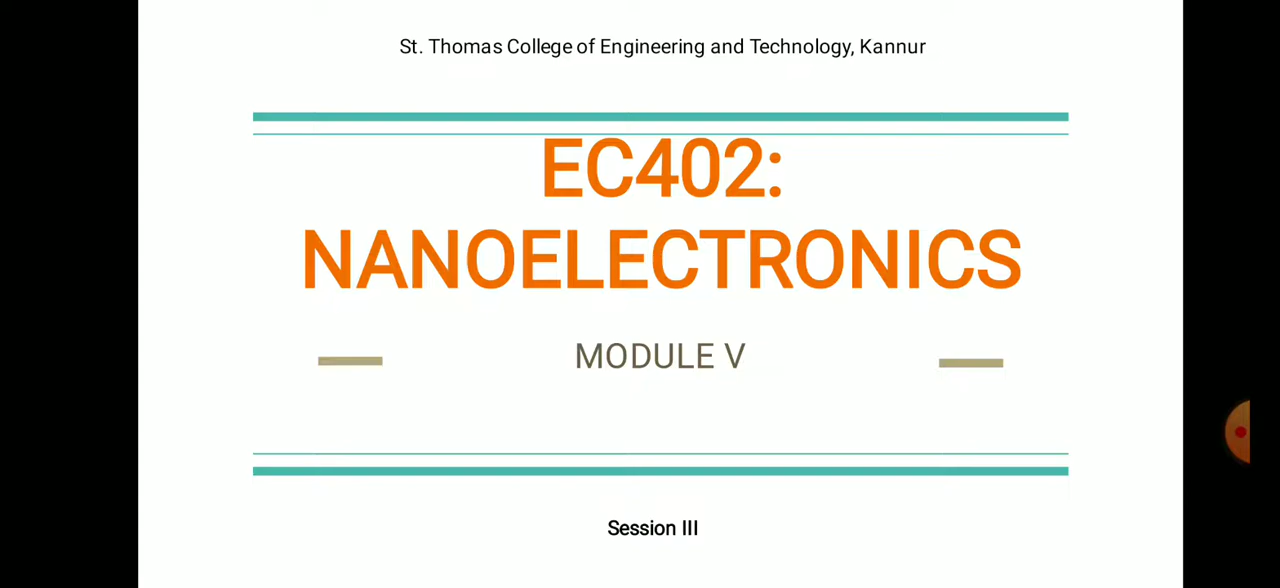 St. Thomas College of Engineering and Technology, Kannur
EC402:
NANOELECTRONICS
MODULE V
Session III